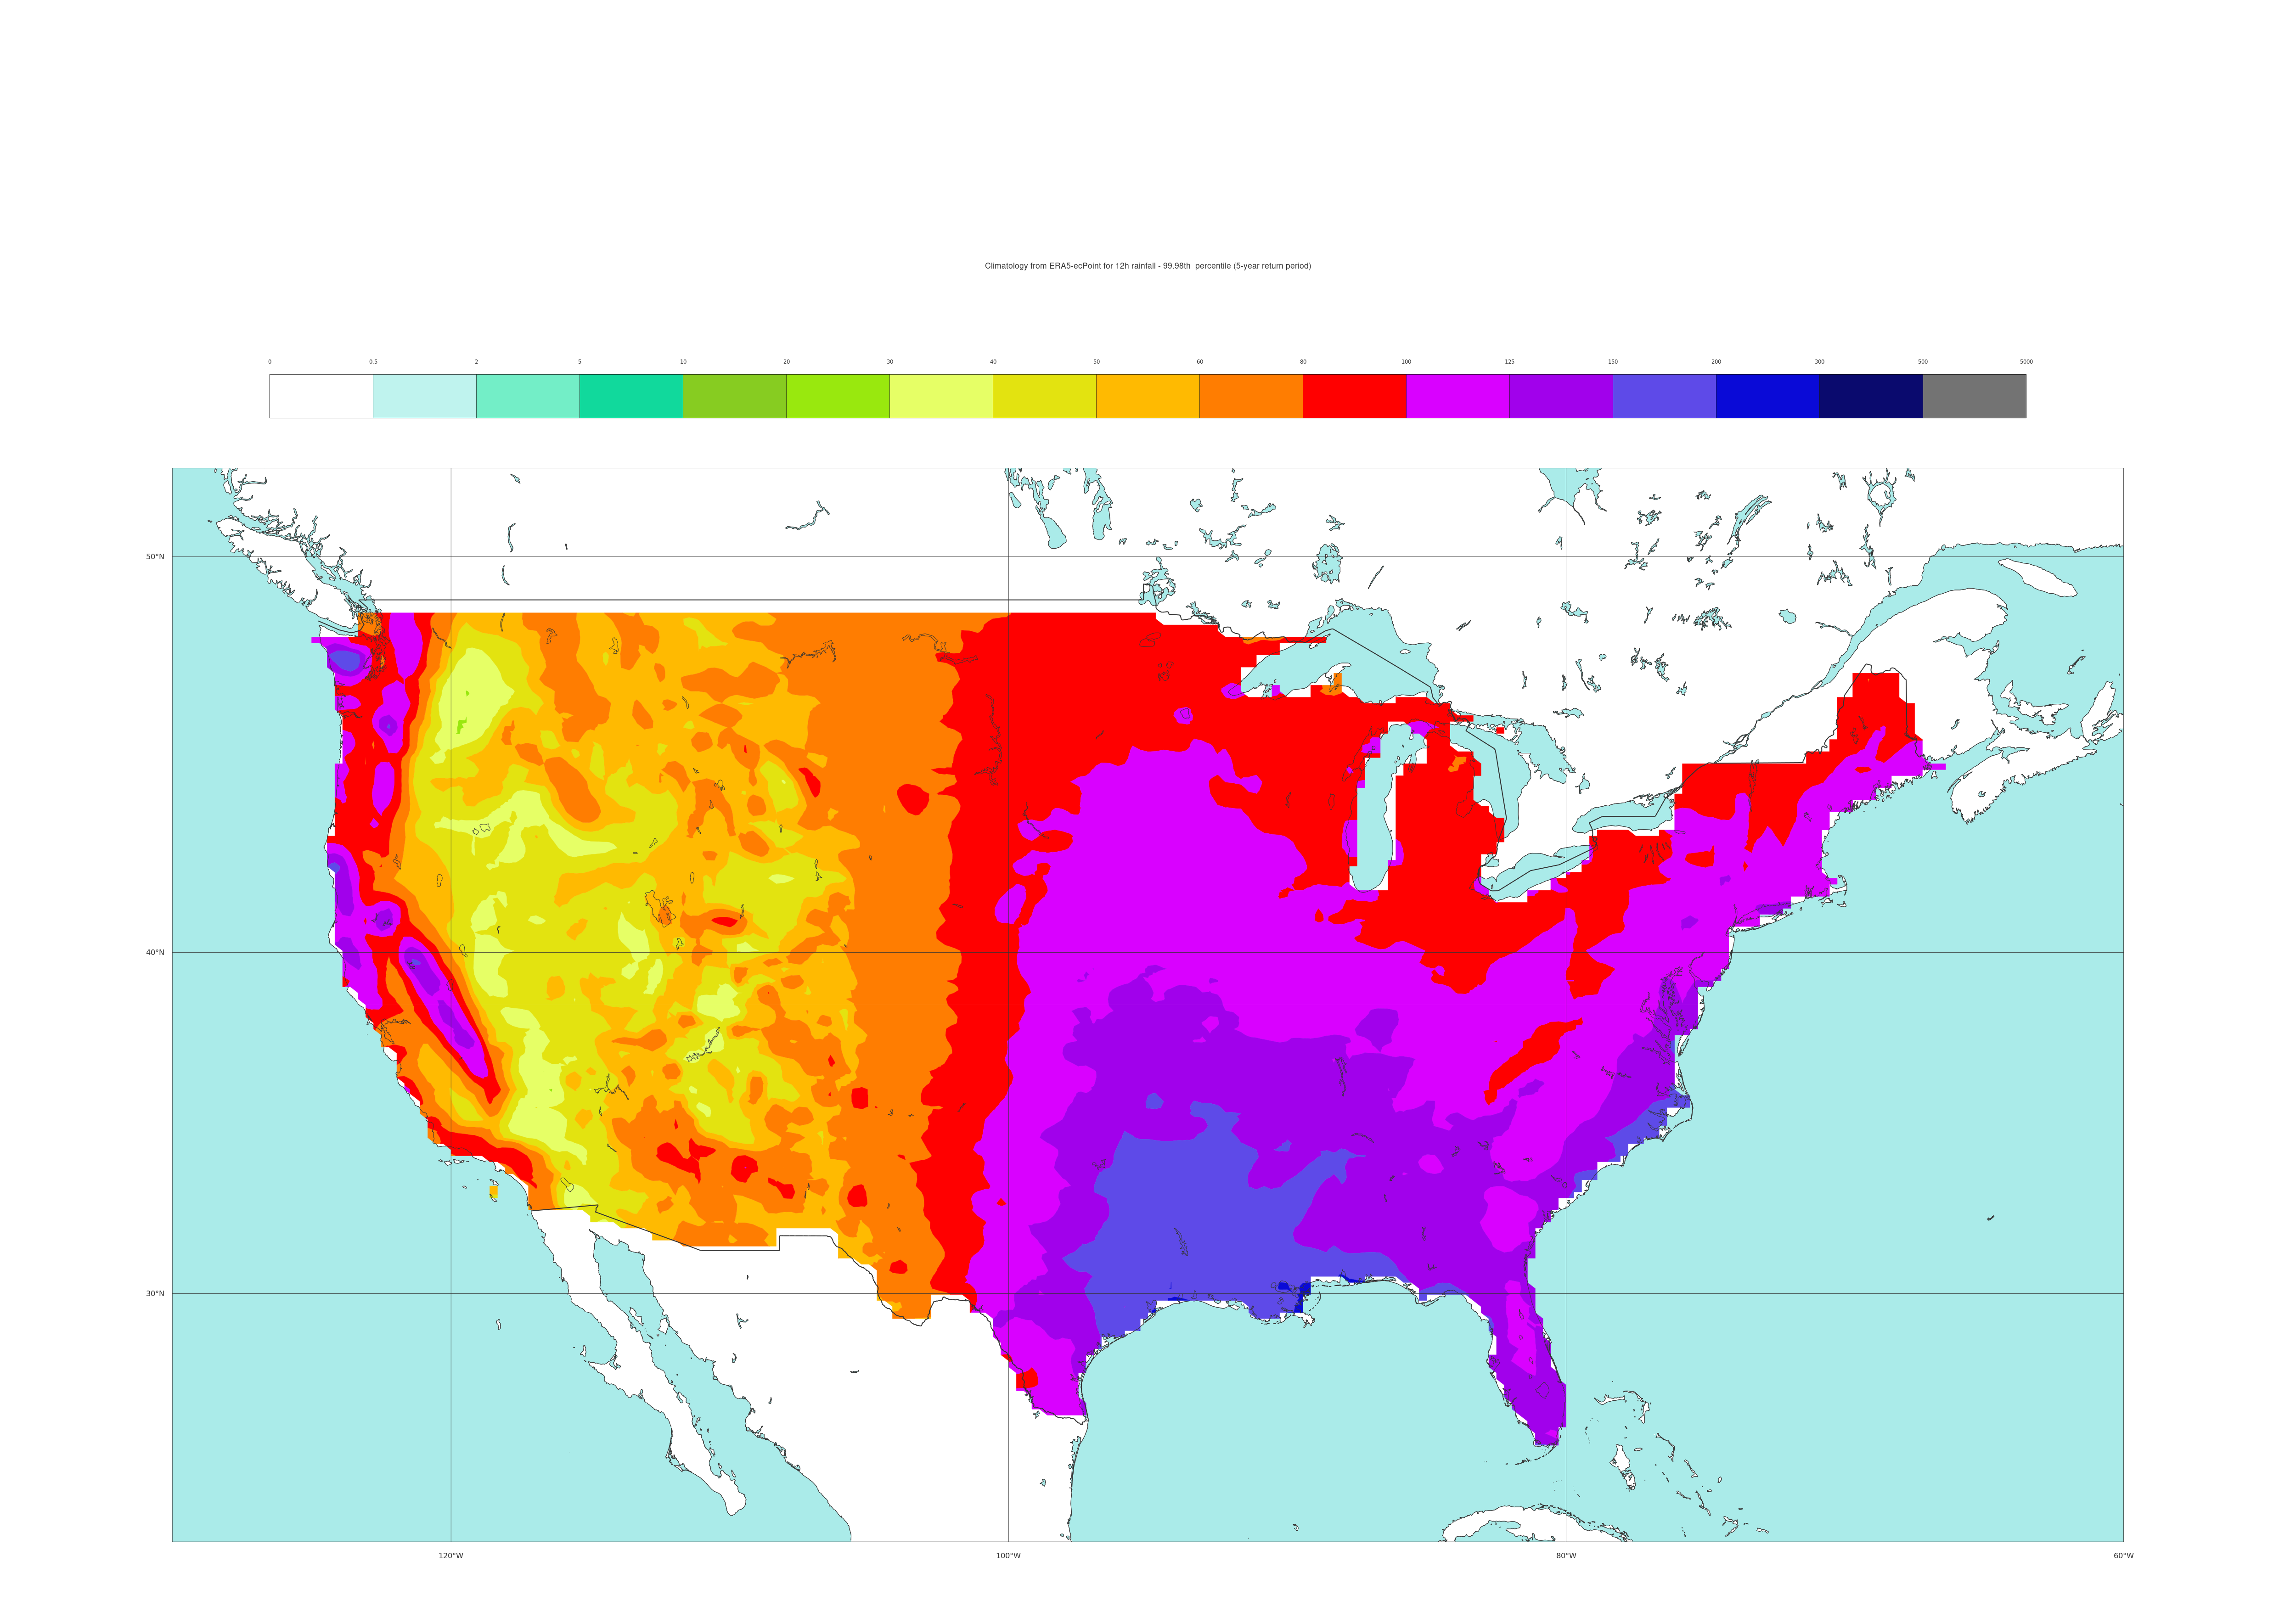 Climatology from ERA5-ecPoint for 12h rainfall - 99.98th percentile (5-year return period)
0 0.5 2 5 10 20 30 40 50 60 80 100 125 150 200 300 500 5000
50°N
40°N
30°N
120°W 100°W 80°W 60°W